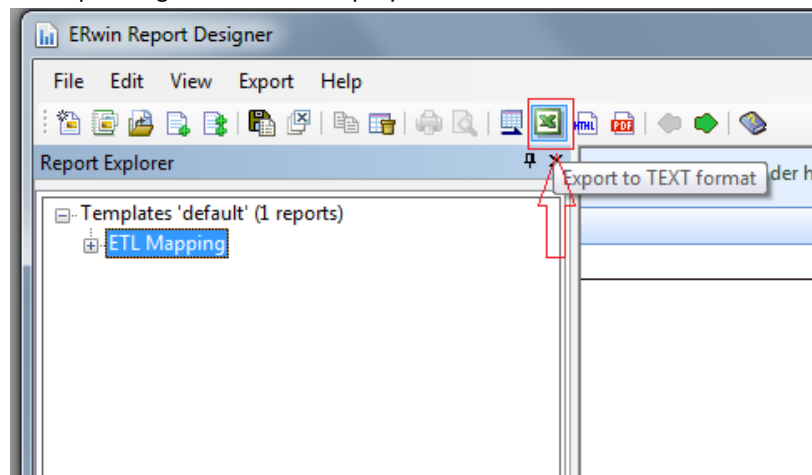 ERwin Report Designer
File Edit View Export Help
HTML PDF
Report Explorer
Export to TEXT format
der h
Templates 'default' (1 reports)
ETL Mapping